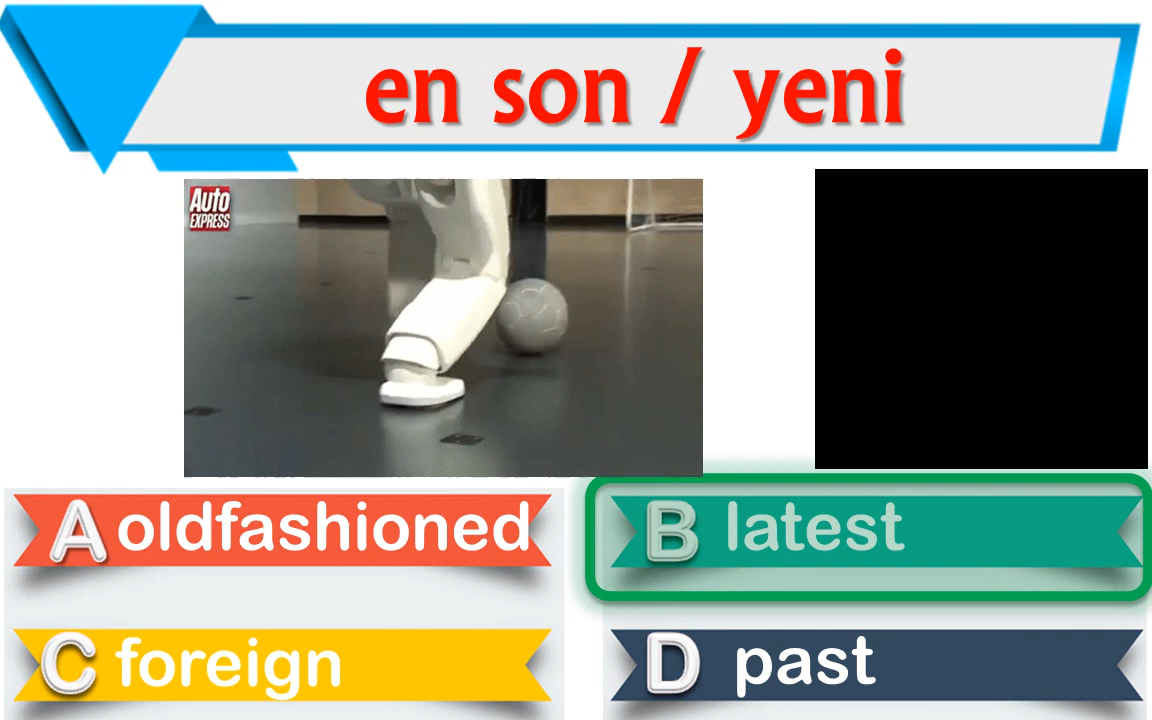 en son / yeni
Auto
EXPRESS
A oldfashioned
B latest
C foreign
D past